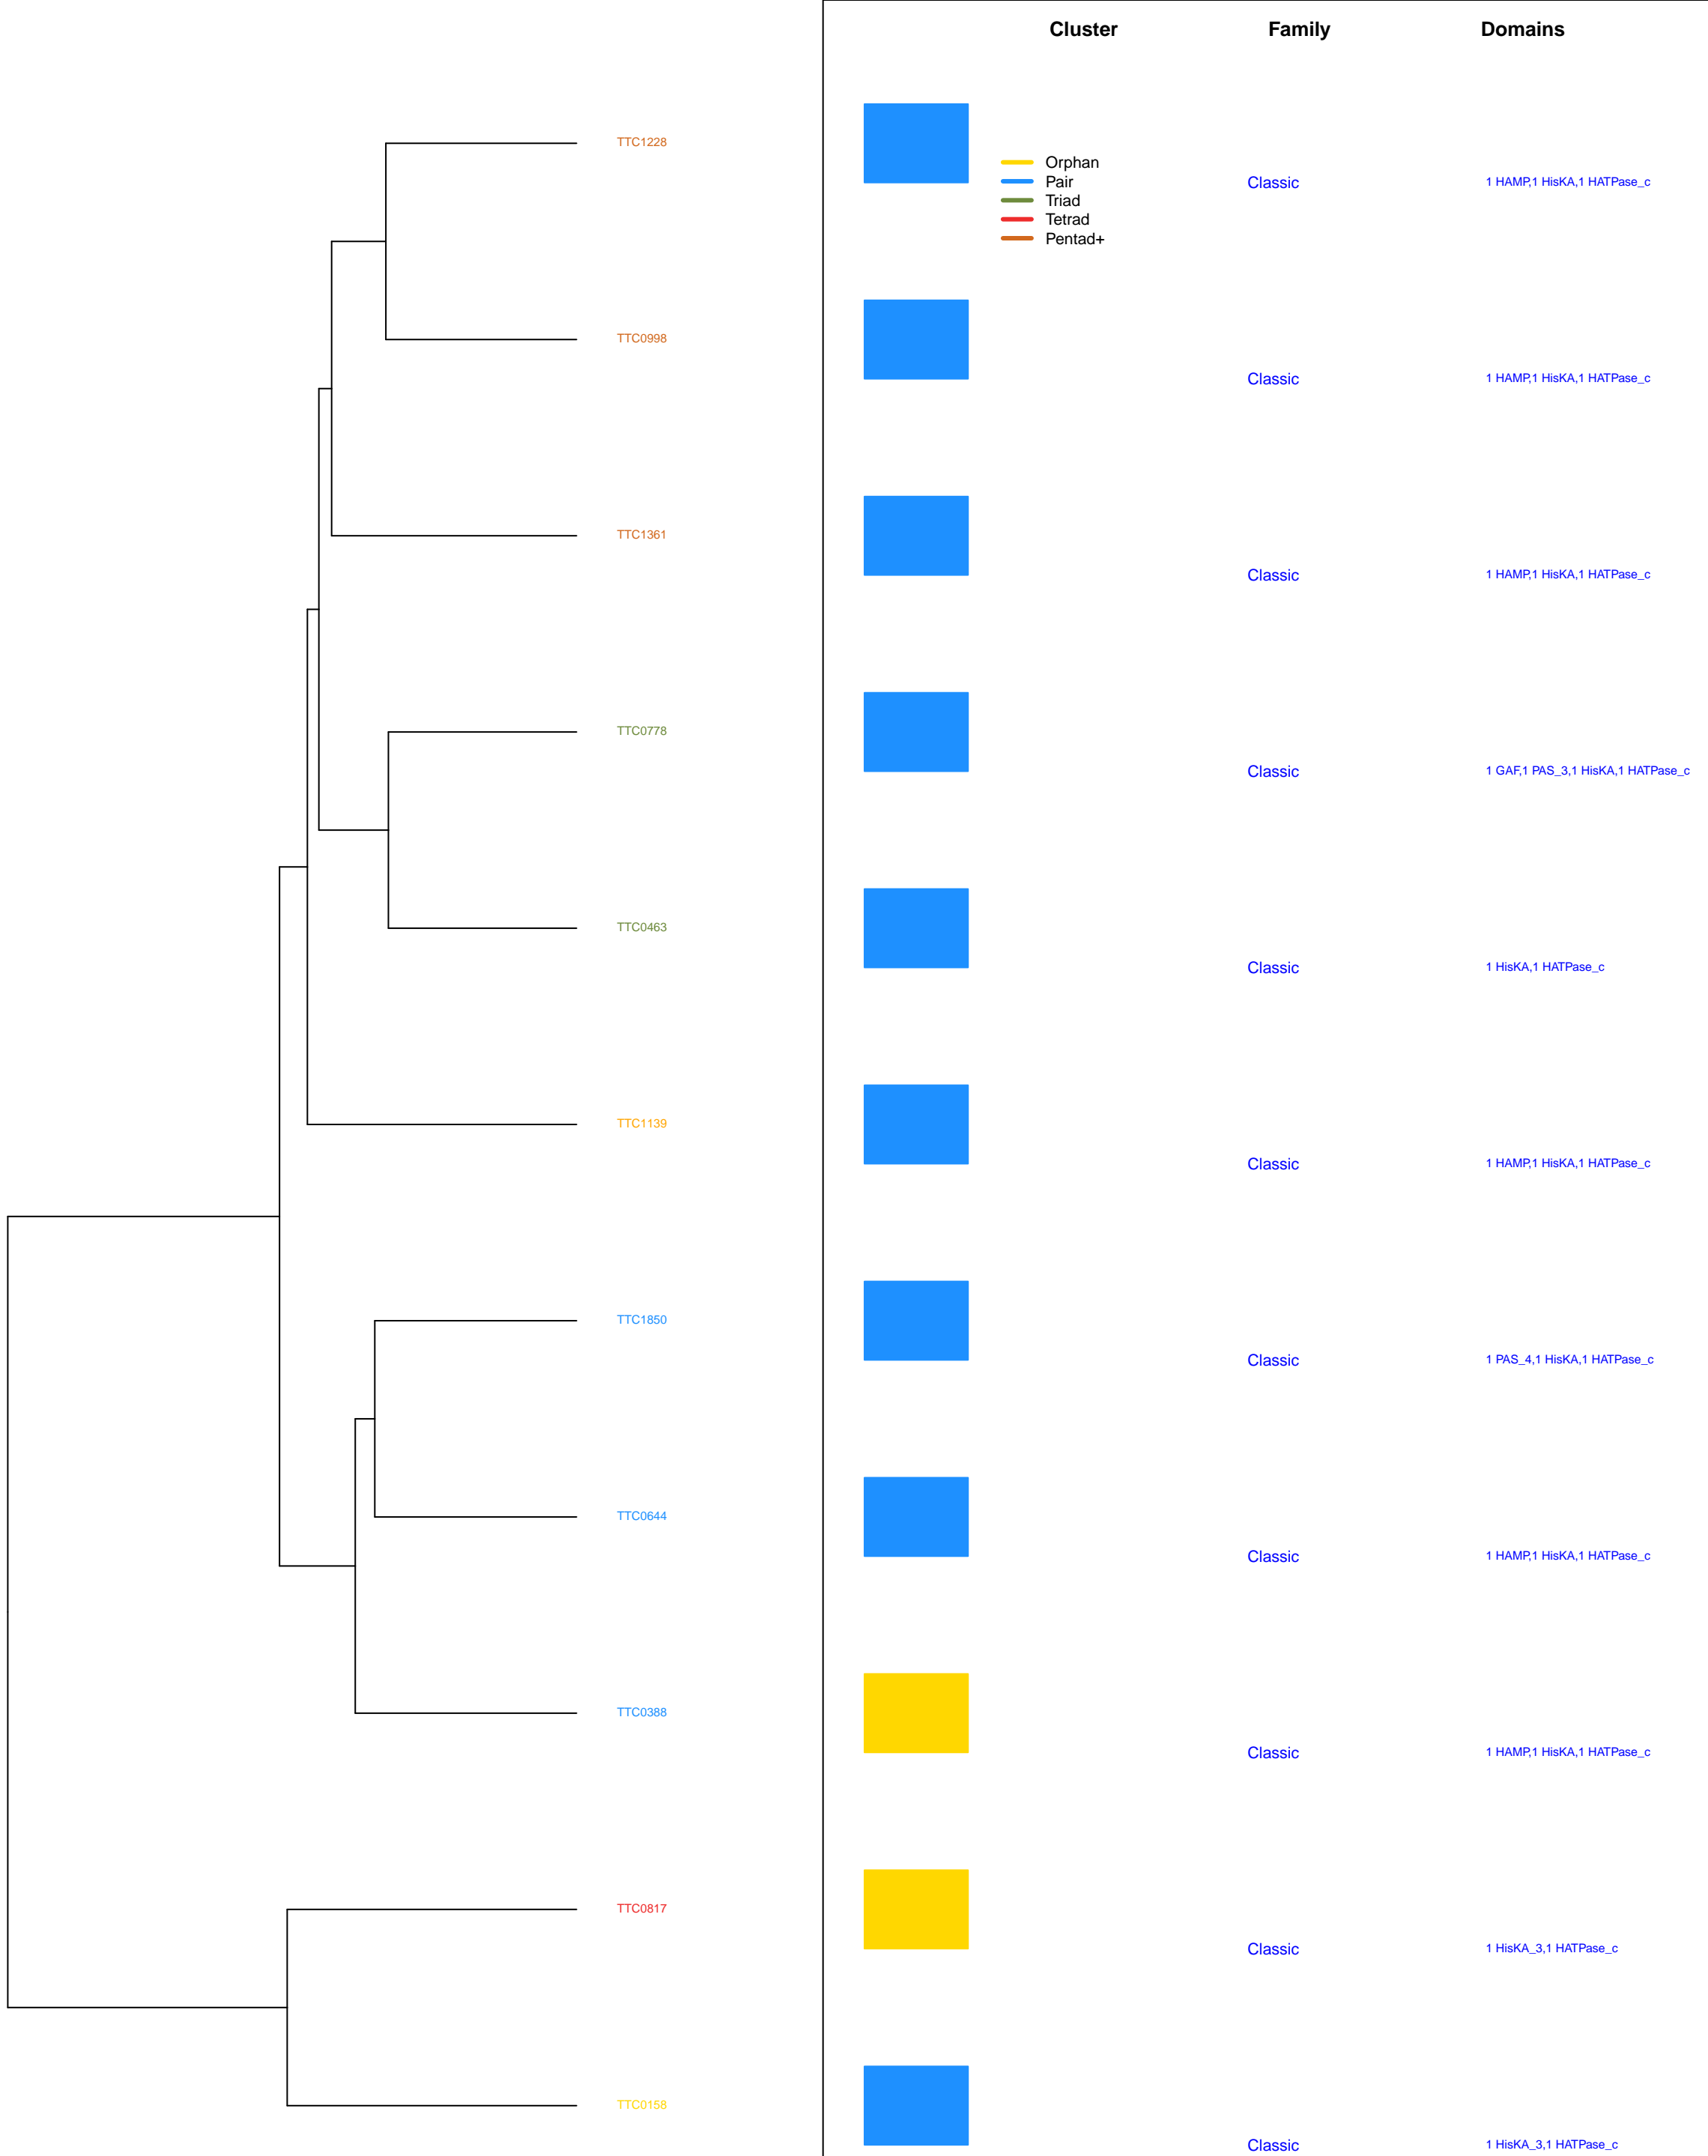 Cluster Family Domains
TTC1228
Orphan
Pair
Classic 1 HAMP,1 HisKA,1 HATPase_c
Triad
Tetrad
Pentad+
TTC0998
Classic 1 HAMP,1 HisKA,1 HATPase_c
TTC1361
Classic 1 HAMP,1 HisKA,1 HATPase_c
TTC0778
Classic 1 GAF,1 PAS_3,1 HisKA,1 HATPase_c
TTC0463
Classic 1 HisKA,1 HATPase_c
TTC1139
Classic 1 HAMP,1 HisKA,1 HATPase_c
TTC1850
Classic 1 PAS_4,1 HisKA,1 HATPase_c
TTC0644
Classic 1 HAMP,1 HisKA,1 HATPase_c
TTC0388
Classic 1 HAMP,1 HisKA,1 HATPase_c
TTC0817
Classic 1 HisKA_3,1 HATPase_c
TTC0158
Classic 1 HisKA_3,1 HATPase_c